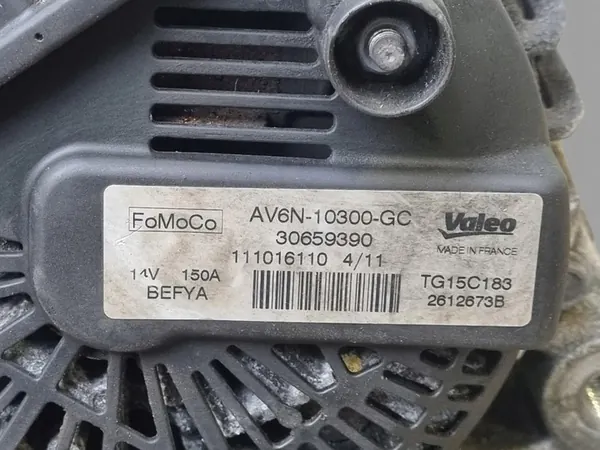 FoMoCo AV6N-10300-GC Valeo
30659390 MADE IN FRANCE
111016110 4/11
14V 150A TG15C183
BEFYA 2612673B